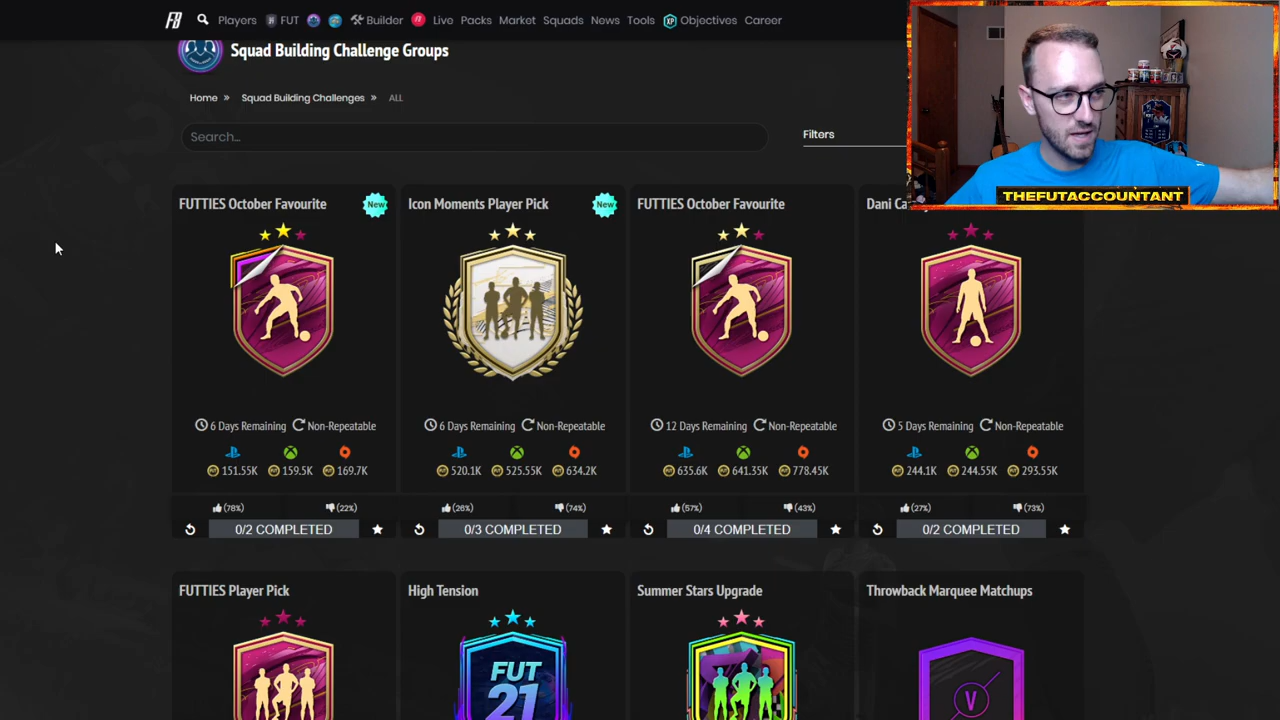 Players FUT Builder Live Packs Market Squads News Tools XP Objectives Career
Squad Building Challenge Groups
Home » Squad Building Challenges » ALL
Search...
Filters
THEFUTACCOUNTANT
FUTTIES October Favourite New
6 Days Remaining Non-Repeatable
151.55K 159.5K 169.7K
(78%) (22%)
0/2 COMPLETED
Icon Moments Player Pick New
6 Days Remaining Non-Repeatable
520.1K 525.55K 634.2K
(26%) (74%)
0/3 COMPLETED
FUTTIES October Favourite
12 Days Remaining Non-Repeatable
635.6K 641.35K 778.45K
(57%) (43%)
0/4 COMPLETED
Dani
5 Days Remaining Non-Repeatable
244.1K 244.55K 293.55K
(27%) (73%)
0/2 COMPLETED
FUTTIES Player Pick
High Tension
FUT
21
Summer Stars Upgrade
Throwback Marquee Matchups
V